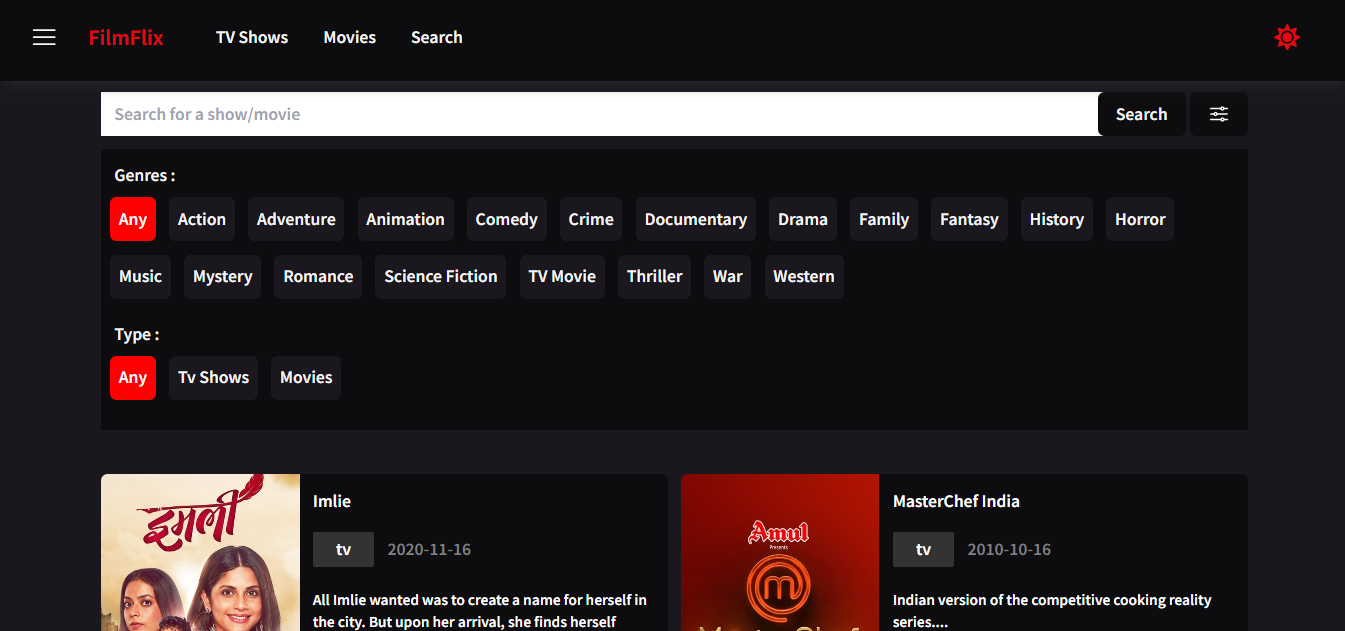 FilmFlix TV Shows Movies Search
Search for a show/movie Search
Genres :
Any Action Adventure Animation Comedy Crime Documentary Drama Family Fantasy History Horror
Music Mystery Romance Science Fiction TV Movie Thriller War Western
Type :
Any Tv Shows Movies
इमली
Imlie
tv 2020-11-16
All Imlie wanted was to create a name for herself in
the city. But upon her arrival, she finds herself
Amul
Presents
MasterChef
MasterChef India
tv 2010-10-16
Indian version of the competitive cooking reality
series....